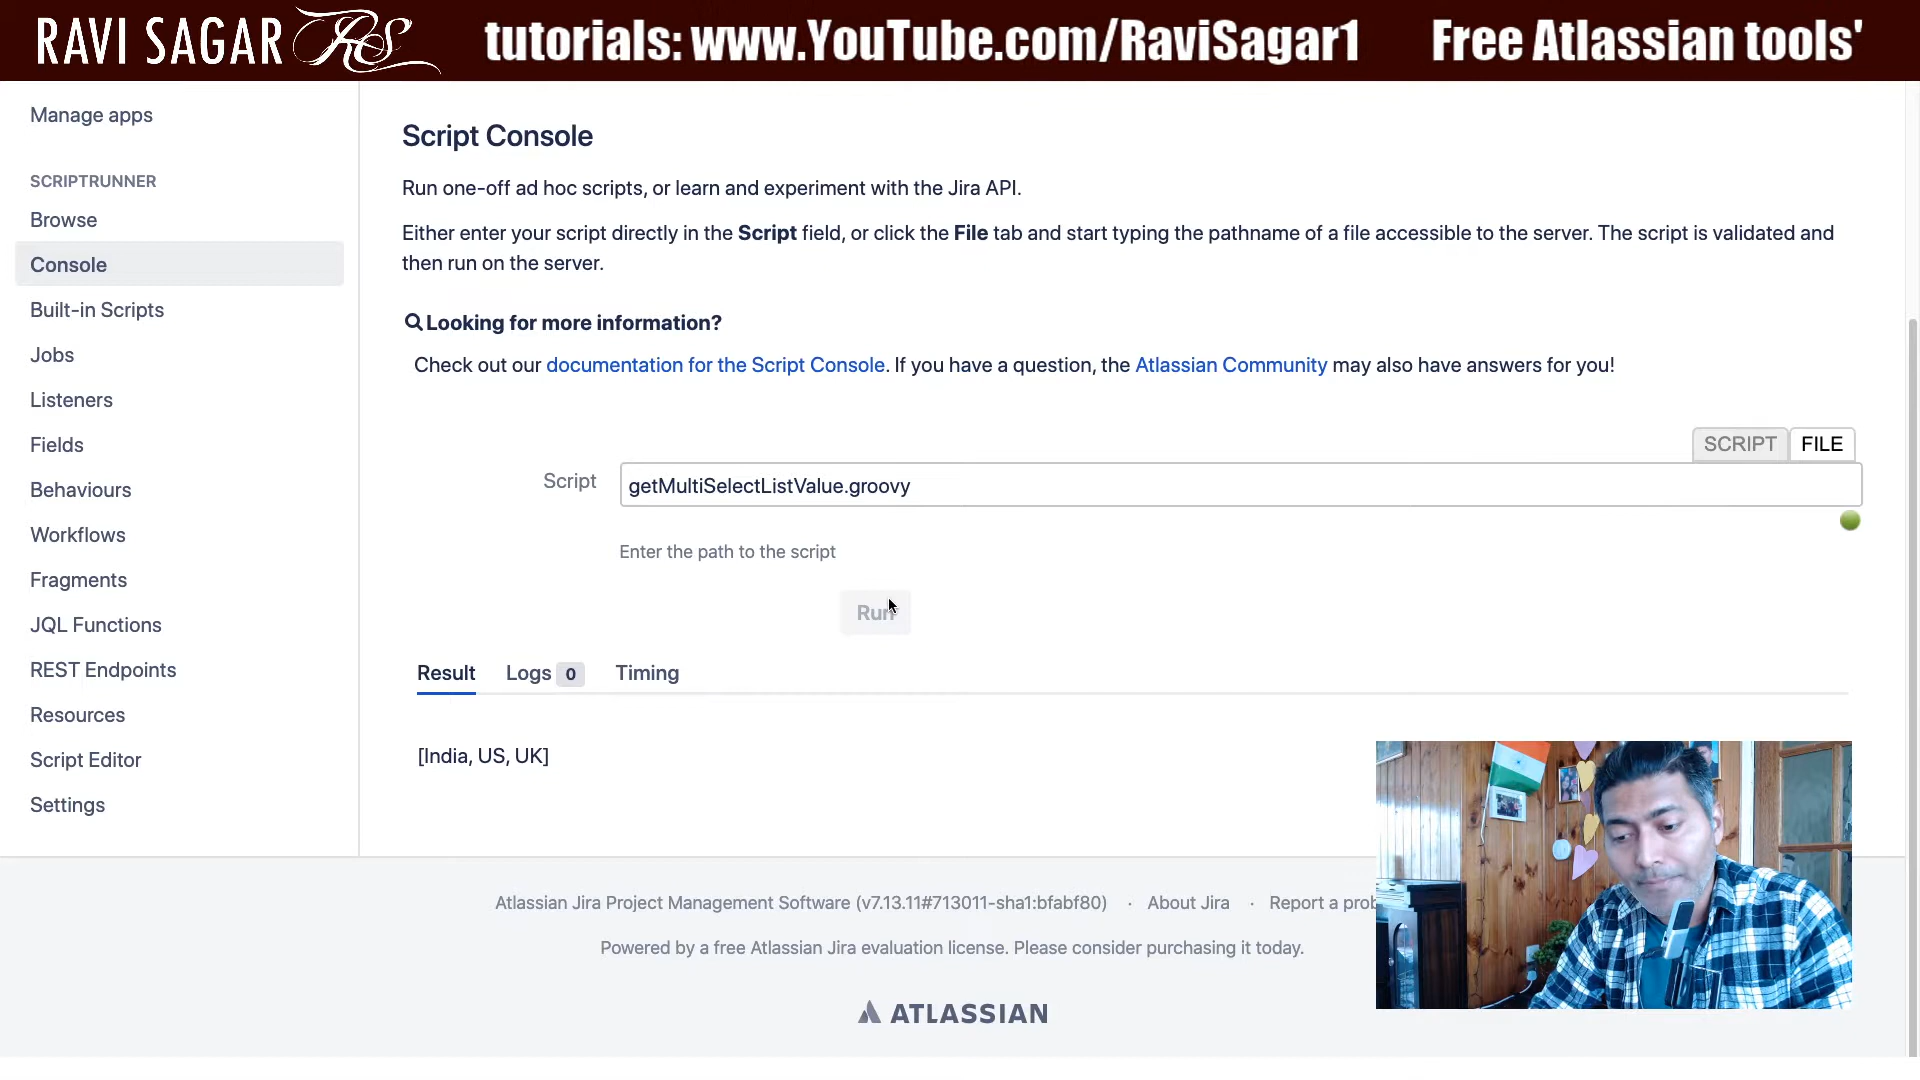 RAVI SAGAR RS tutorials: www.YouTube.com/RaviSagar1 Free Atlassian tools'
Manage apps
SCRIPTRUNNER
Browse
Console
Built-in Scripts
Jobs
Listeners
Fields
Behaviours
Workflows
Fragments
JQL Functions
REST Endpoints
Resources
Script Editor
Settings
Script Console
Run one-off ad hoc scripts, or learn and experiment with the Jira API.
Either enter your script directly in the Script field, or click the File tab and start typing the pathname of a file accessible to the server. The script is validated and
then run on the server.
Looking for more information?
Check out our documentation for the Script Console. If you have a question, the Atlassian Community may also have answers for you!
SCRIPT FILE
Script getMultiSelectListValue.groovy
Enter the path to the script
Run
Result Logs 0 Timing
[India, US, UK]
Atlassian Jira Project Management Software (v7.13.11#713011-sha1:bfabf80) · About Jira · Report a prob
Powered by a free Atlassian Jira evaluation license. Please consider purchasing it today.
ATLASSIAN